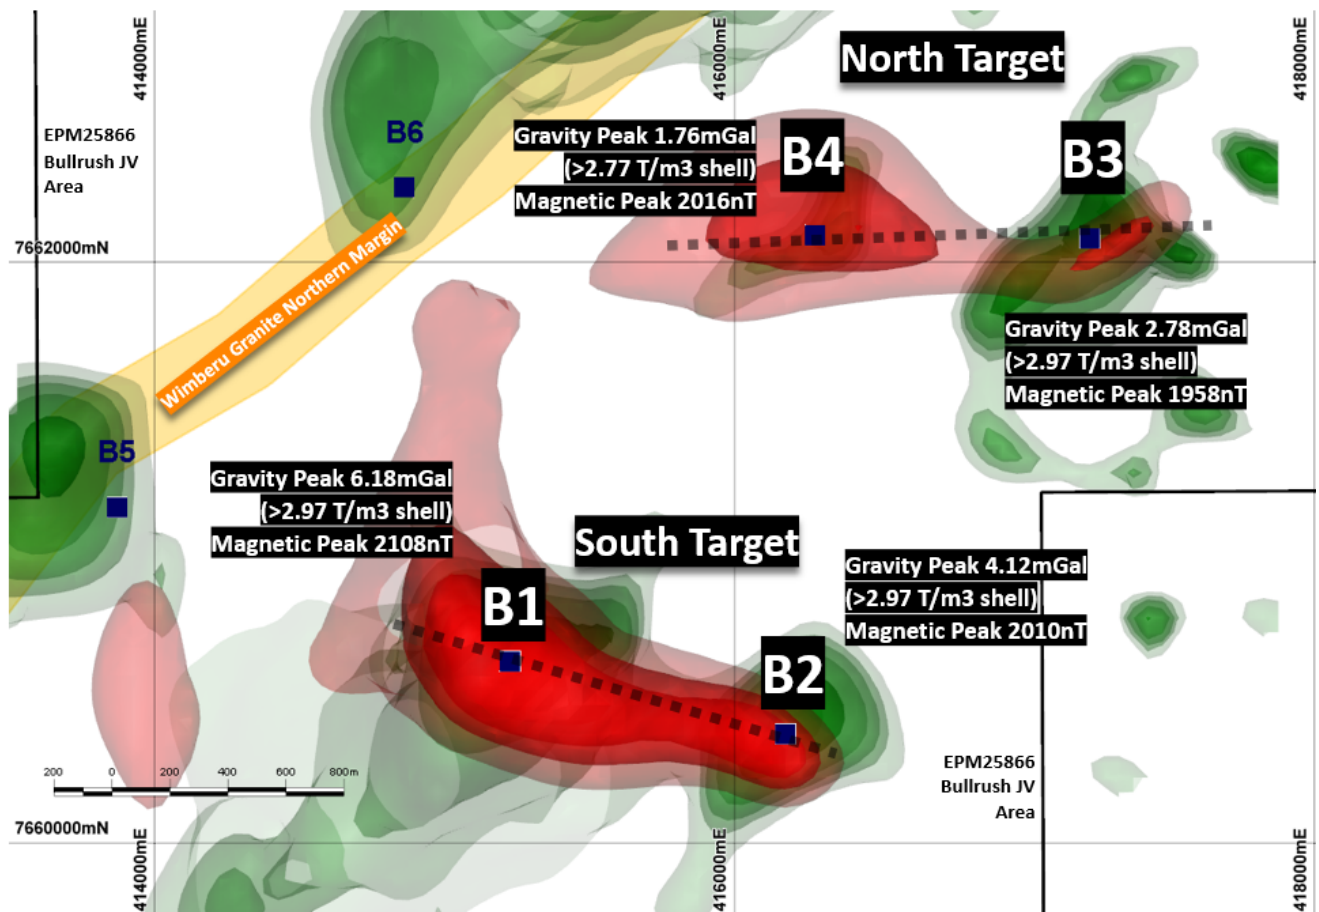 414000mE
416000mE
418000mE
North Target
EPM25866
Bullrush JV
Area
B6
Gravity Peak 1.76mGal
(>2.77 T/m3 shell)
Magnetic Peak 2016nT
B4
B3
7662000mN
Wimberu Granite Northern Margin
Gravity Peak 2.78mGal
(>2.97 T/m3 shell)
Magnetic Peak 1958nT
B5
Gravity Peak 6.18mGal
(>2.97 T/m3 shell)
Magnetic Peak 2108nT
South Target
Gravity Peak 4.12mGal
(>2.97 T/m3 shell)
Magnetic Peak 2010nT
B1
B2
EPM25866
Bullrush JV
Area
200 0 200 400 600 800m
7660000mN
414000mE
416000mE
418000mE